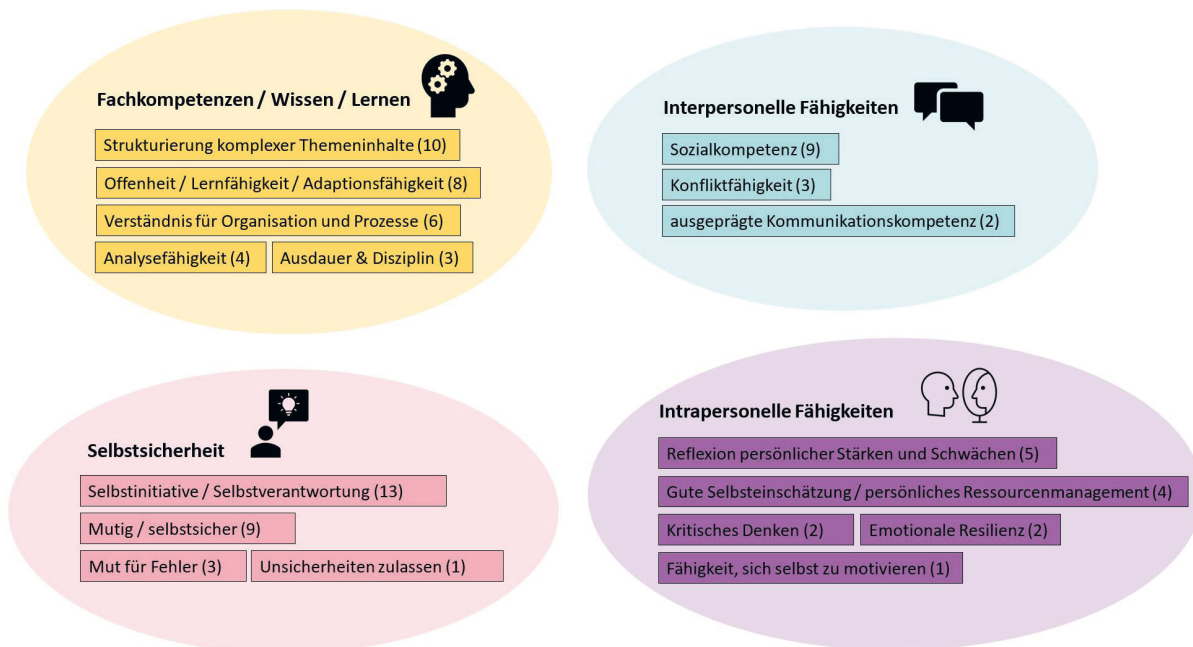 Fachkompetenzen / Wissen / Lernen
Strukturierung komplexer Themeninhalte (10)
Offenheit / Lernfähigkeit / Adaptionsfähigkeit (8)
Verständnis für Organisation und Prozesse (6)
Analysefähigkeit (4)
Ausdauer & Disziplin (3)
Interpersonelle Fähigkeiten
Sozialkompetenz (9)
Konfliktfähigkeit (3)
ausgeprägte Kommunikationskompetenz (2)
Selbstsicherheit
Selbstinitiative / Selbstverantwortung (13)
Mutig / selbstsicher (9)
Mut für Fehler (3)
Unsicherheiten zulassen (1)
Intrapersonelle Fähigkeiten
Reflexion persönlicher Stärken und Schwächen (5)
Gute Selbsteinschätzung / persönliches Ressourcenmanagement (4)
Kritisches Denken (2)
Emotionale Resilienz (2)
Fähigkeit, sich selbst zu motivieren (1)